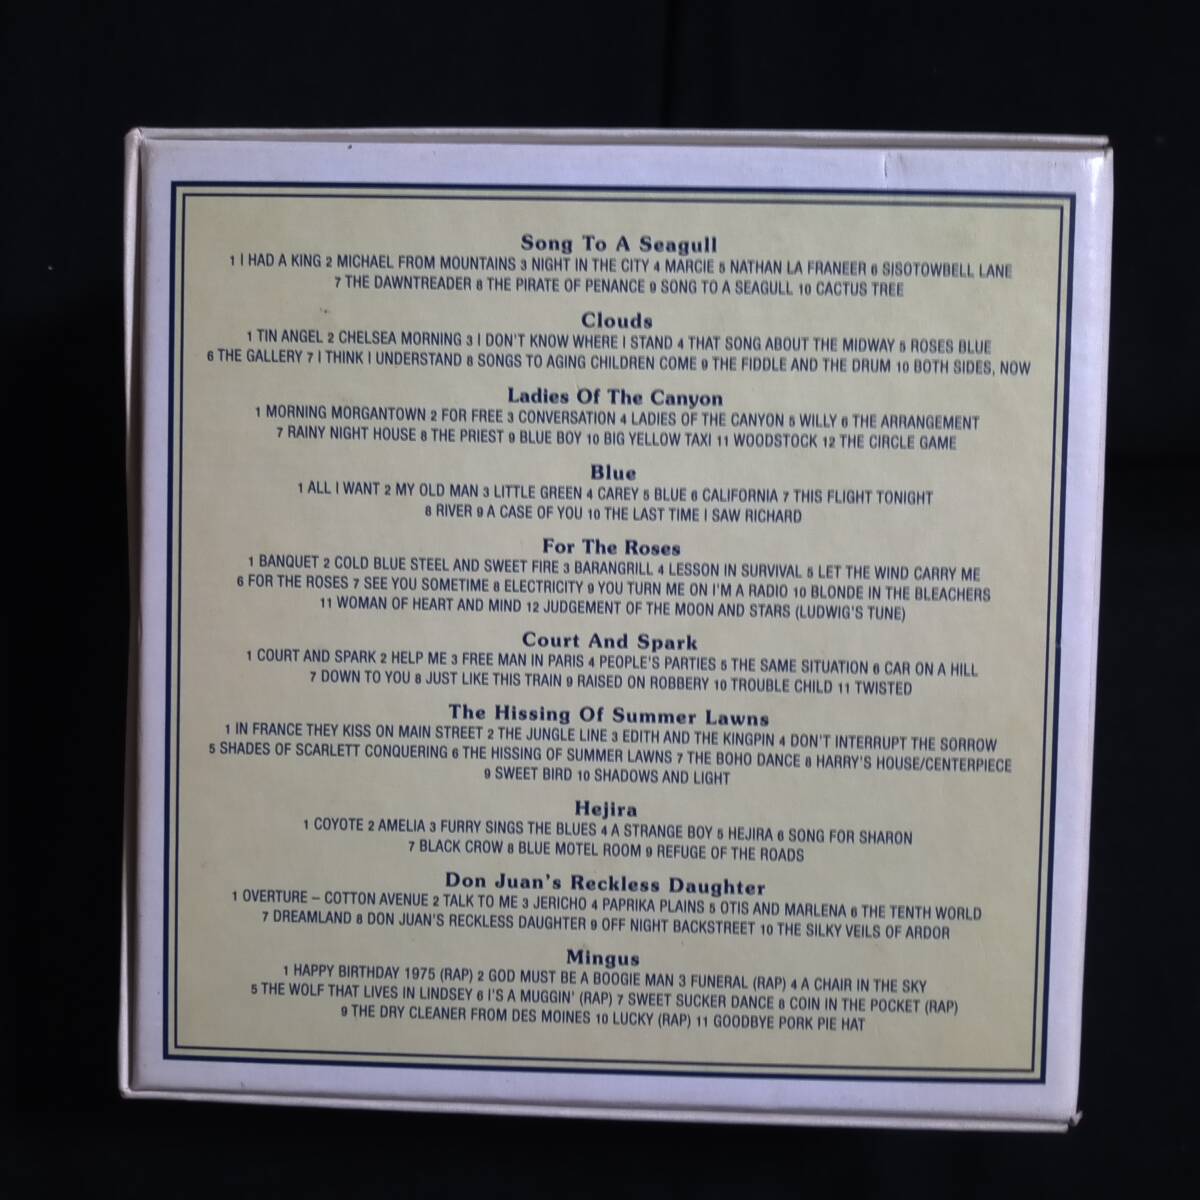 Song To A Seagull
1 I HAD A KING 2 MICHAEL FROM MOUNTAINS 3 NIGHT IN THE CITY 4 MARCIE 5 NATHAN LA FRANEER 6 SISOTOWBELL LANE
7 THE DAWNTREADER 8 THE PIRATE OF PENANCE 9 SONG TO A SEAGULL 10 CACTUS TREE
Clouds
1 TIN ANGEL 2 CHELSEA MORNING 3 I DON'T KNOW WHERE I STAND 4 THAT SONG ABOUT THE MIDWAY 5 ROSES BLUE
6 THE GALLERY 7 I THINK I UNDERSTAND 8 SONGS TO AGING CHILDREN COME 9 THE FIDDLE AND THE DRUM 10 BOTH SIDES, NOW
Ladies Of The Canyon
1 MORNING MORGANTOWN 2 FOR FREE 3 CONVERSATION 4 LADIES OF THE CANYON 5 WILLY 6 THE ARRANGEMENT
7 RAINY NIGHT HOUSE 8 THE PRIEST 9 BLUE BOY 10 BIG YELLOW TAXI 11 WOODSTOCK 12 THE CIRCLE GAME
Blue
1 ALL I WANT 2 MY OLD MAN 3 LITTLE GREEN 4 CAREY 5 BLUE 6 CALIFORNIA 7 THIS FLIGHT TONIGHT
8 RIVER 9 A CASE OF YOU 10 THE LAST TIME I SAW RICHARD
For The Roses
1 BANQUET 2 COLD BLUE STEEL AND SWEET FIRE 3 BARANGRILL 4 LESSON IN SURVIVAL 5 LET THE WIND CARRY ME
6 FOR THE ROSES 7 SEE YOU SOMETIME 8 ELECTRICITY 9 YOU TURN ME ON I'M A RADIO 10 BLONDE IN THE BLEACHERS
11 WOMAN OF HEART AND MIND 12 JUDGEMENT OF THE MOON AND STARS (LUDWIG'S TUNE)
Court And Spark
1 COURT AND SPARK 2 HELP ME 3 FREE MAN IN PARIS 4 PEOPLE'S PARTIES 5 THE SAME SITUATION 6 CAR ON A HILL
7 DOWN TO YOU 8 JUST LIKE THIS TRAIN 9 RAISED ON ROBBERY 10 TROUBLE CHILD 11 TWISTED
The Hissing Of Summer Lawns
1 IN FRANCE THEY KISS ON MAIN STREET 2 THE JUNGLE LINE 3 EDITH AND THE KINGPIN 4 DON'T INTERRUPT THE SORROW
5 SHADES OF SCARLETT CONQUERING 6 THE HISSING OF SUMMER LAWNS 7 THE BOHO DANCE 8 HARRY'S HOUSE/CENTERPIECE
9 SWEET BIRD 10 SHADOWS AND LIGHT
Hejira
1 COYOTE 2 AMELIA 3 FURRY SINGS THE BLUES 4 A STRANGE BOY 5 HEJIRA 6 SONG FOR SHARON
7 BLACK CROW 8 BLUE MOTEL ROOM 9 REFUGE OF THE ROADS
Don Juan's Reckless Daughter
1 OVERTURE – COTTON AVENUE 2 TALK TO ME 3 JERICHO 4 PAPRIKA PLAINS 5 OTIS AND MARLENA 6 THE TENTH WORLD
7 DREAMLAND 8 DON JUAN'S RECKLESS DAUGHTER 9 OFF NIGHT BACKSTREET 10 THE SILKY VEILS OF ARDOR
Mingus
1 HAPPY BIRTHDAY 1975 (RAP) 2 GOD MUST BE A BOOGIE MAN 3 FUNERAL (RAP) 4 A CHAIR IN THE SKY
5 THE WOLF THAT LIVES IN LINDSEY 6 I'S A MUGGIN' (RAP) 7 SWEET SUCKER DANCE 8 COIN IN THE POCKET (RAP)
9 THE DRY CLEANER FROM DES MOINES 10 LUCKY (RAP) 11 GOODBYE PORK PIE HAT